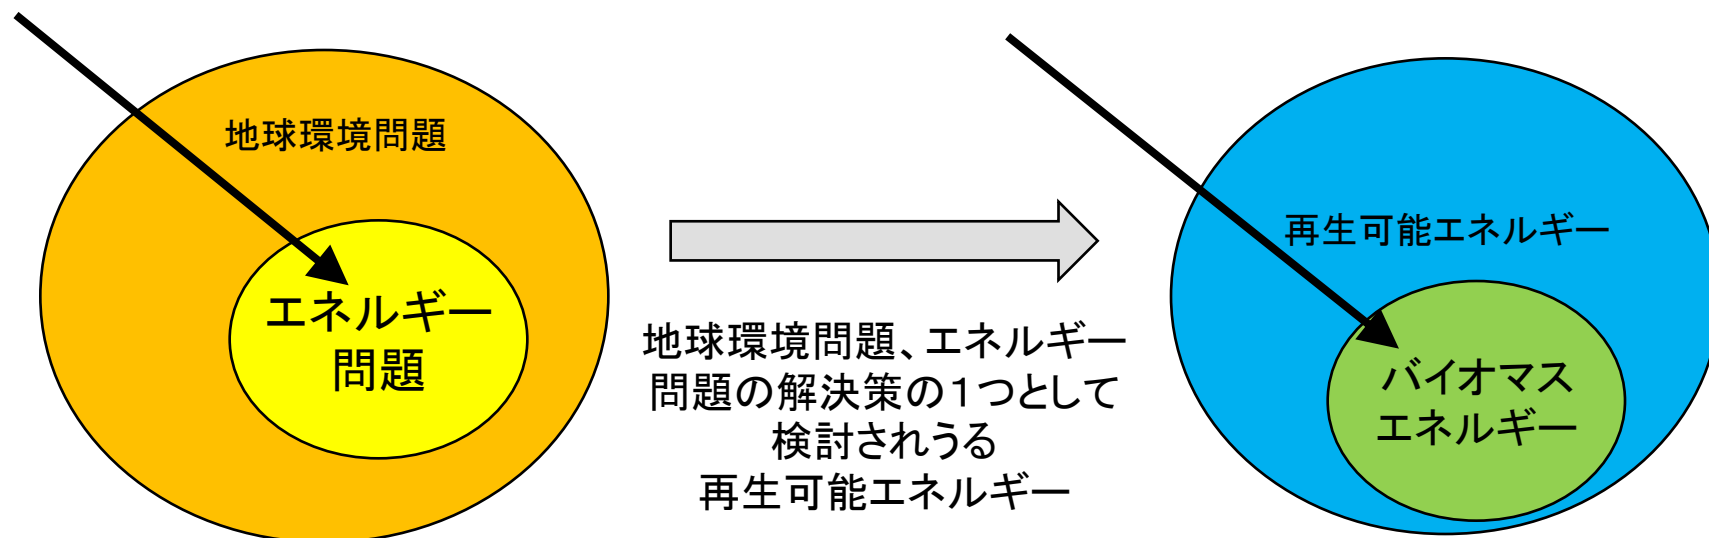 地球環境問題
エネルギー
問題
地球環境問題、エネルギー
問題の解決策の１つとして
検討されうる
再生可能エネルギー
再生可能エネルギー
バイオマス
エネルギー